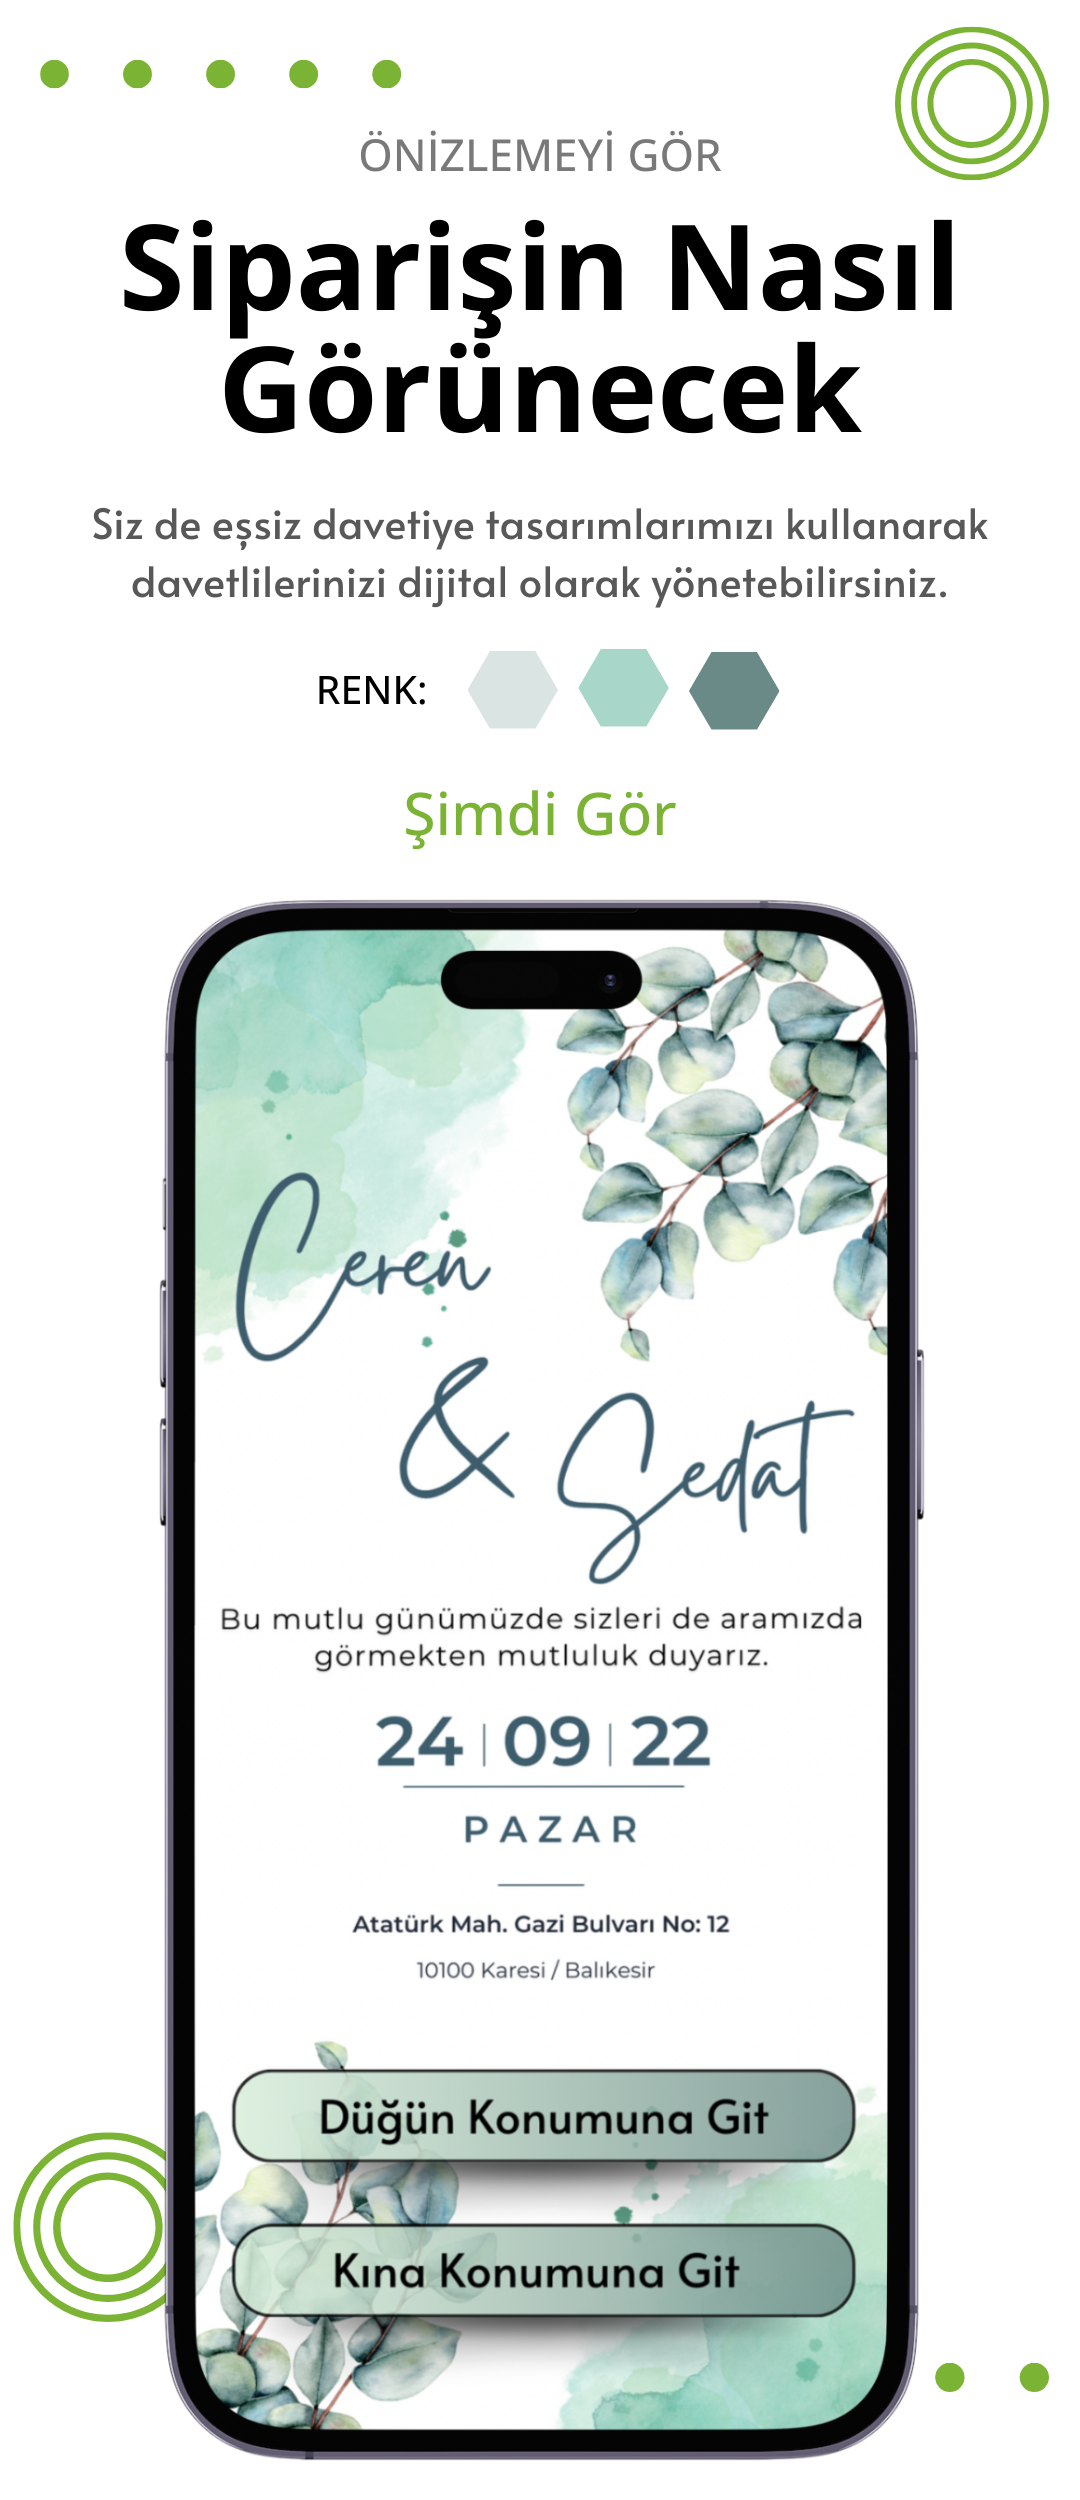 ÖNİZLEMEYİ GÖR
Siparişin Nasıl
Görünecek
Siz de eşsiz davetiye tasarımlarımızı kullanarak
davetlilerinizi dijital olarak yönetebilirsiniz.
RENK:
Şimdi Gör
Ceren
&
Sedat
Bu mutlu günümüzde sizleri de aramızda
görmekten mutluluk duyarız.
24 | 09 | 22
PAZAR
Atatürk Mah. Gazi Bulvarı No: 12
10100 Karesi / Balıkesir
Düğün Konumuna Git
Kına Konumuna Git